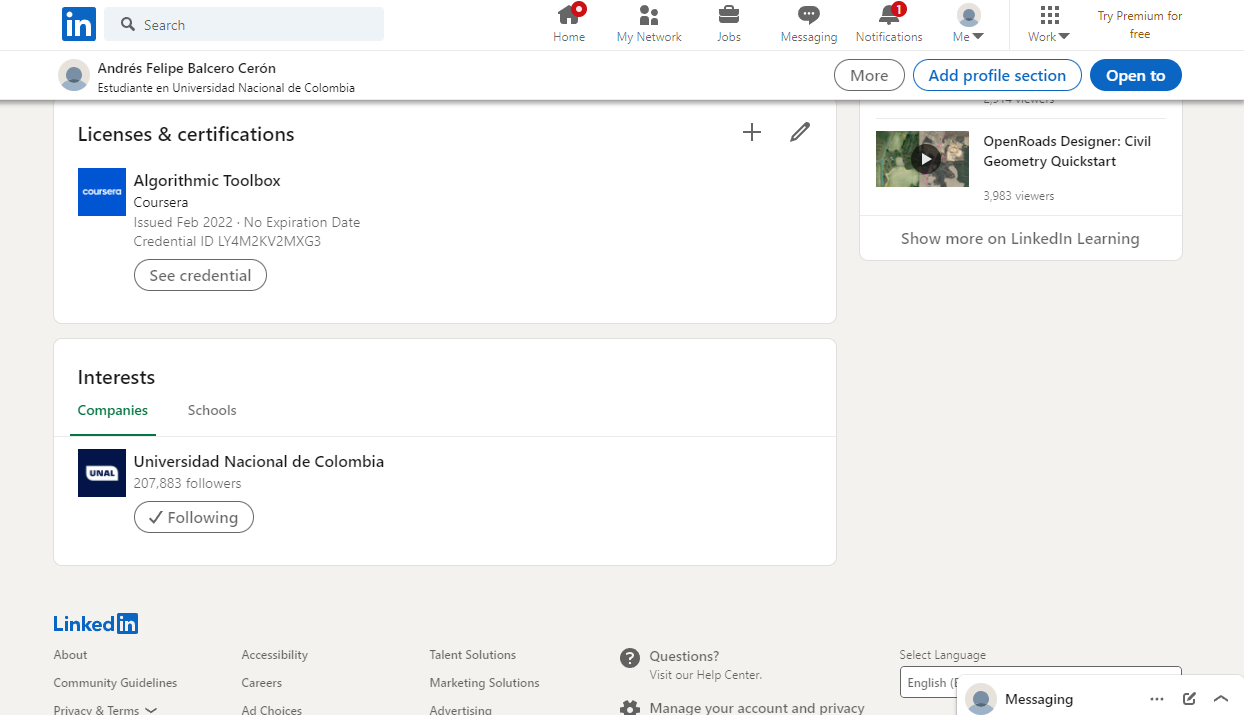 in
Search
Home
My Network
Jobs
Messaging
1
Notifications
Me
Work
Try Premium for
free
Andrés Felipe Balcero Cerón
Estudiante en Universidad Nacional de Colombia
More
Add profile section
Open to
Licenses & certifications
coursera
Algorithmic Toolbox
Coursera
Issued Feb 2022 · No Expiration Date
Credential ID LY4M2KV2MXG3
See credential
2,914 viewers
OpenRoads Designer: Civil
Geometry Quickstart
3,983 viewers
Show more on LinkedIn Learning
Interests
Companies
Schools
UNAL
Universidad Nacional de Colombia
207,883 followers
Following
LinkedIn
About
Accessibility
Talent Solutions
Questions?
Visit our Help Center.
Select Language
Community Guidelines
Careers
Marketing Solutions
English (E
Privacy & Terms
Ad Choices
Advertising
Manage your account and privacy
Messaging